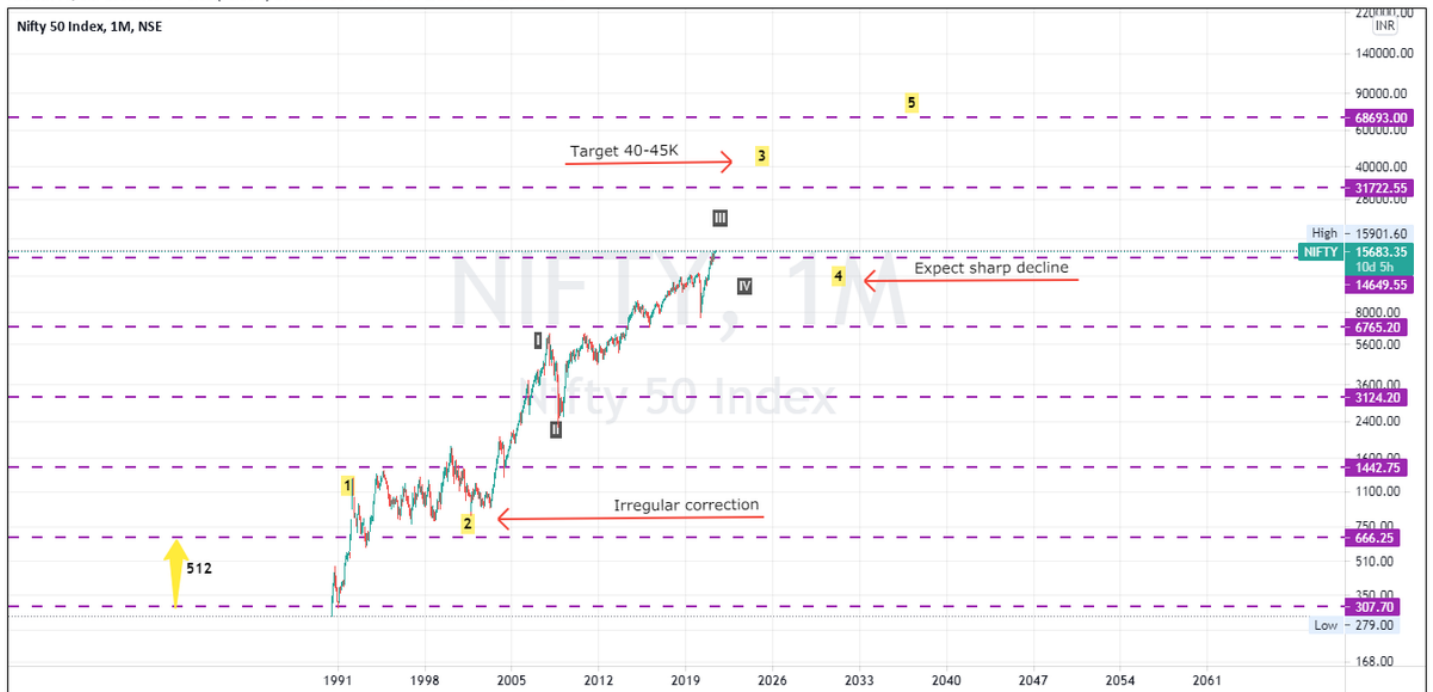 Nifty 50 Index, 1M, NSE
INR
140000.00
90000.00
5
68693.00
60000.00
Target 40-45K
3
40000.00
31722.55
28000.00
III
High 15901.60
NIFTY 15683.35
10d 5h
Expect sharp decline
4
14649.55
IV
NIFTY, 1M
8000.00
6765.20
I
5600.00
3600.00
Nifty 50 Index
3124.20
2400.00
II
1600.00
1442.75
1
1100.00
Irregular correction
2
750.00
666.25
512
510.00
350.00
307.70
Low 279.00
168.00
1991 1998 2005 2012 2019 2026 2033 2040 2047 2054 2061